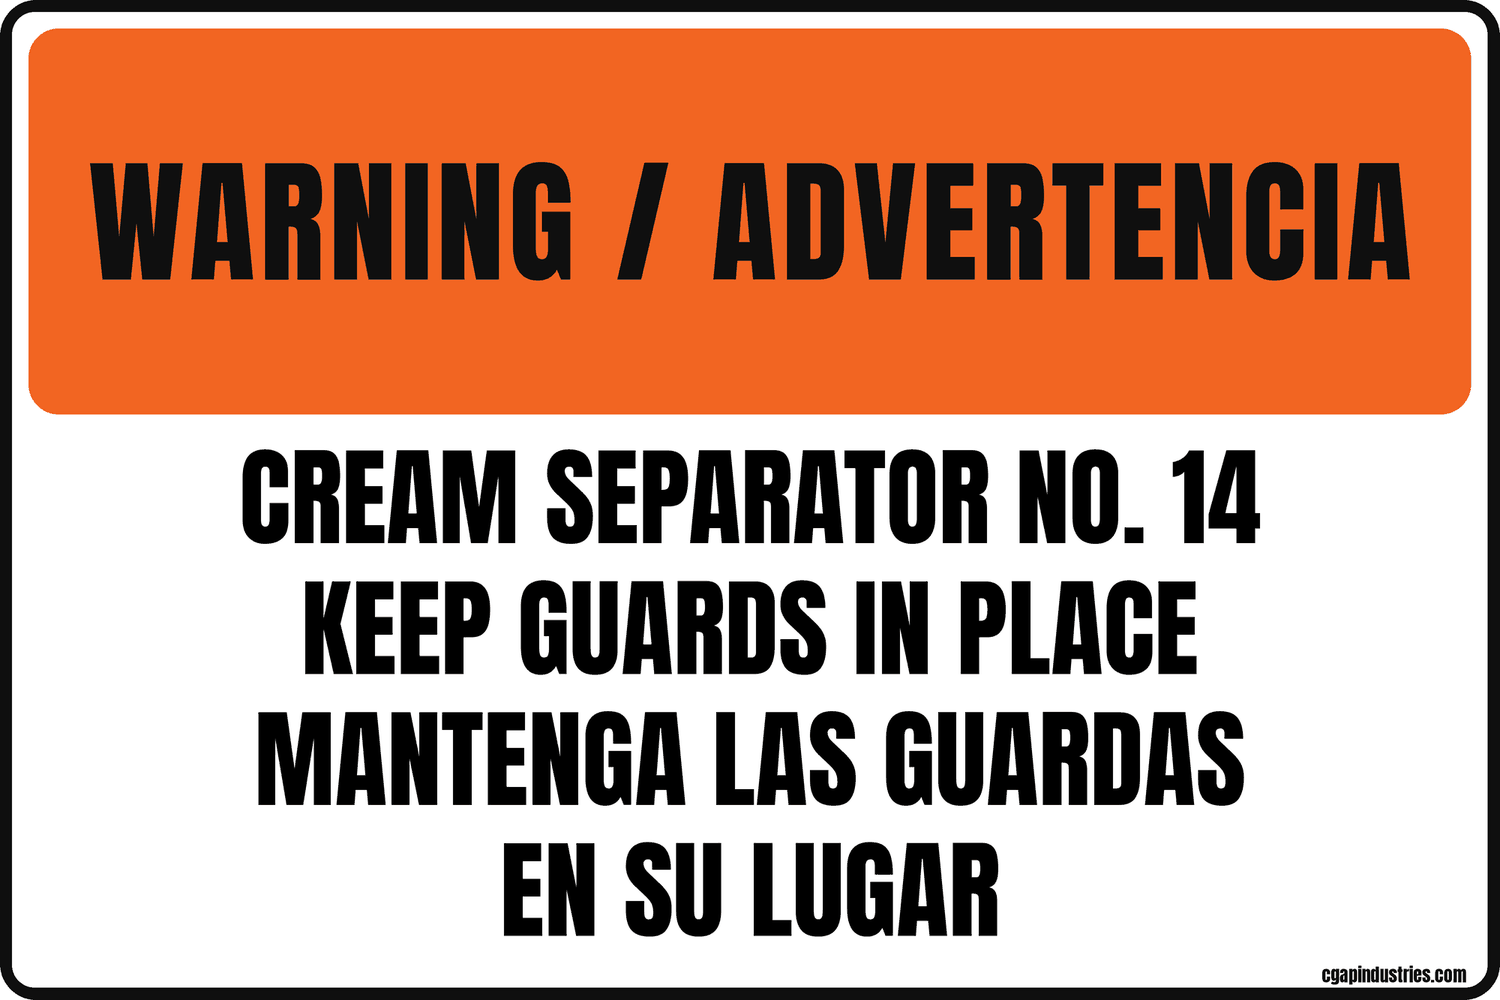 WARNING / ADVERTENCIA
CREAM SEPARATOR NO. 14
KEEP GUARDS IN PLACE
MANTENGA LAS GUARDAS
EN SU LUGAR
cgapindustries.com